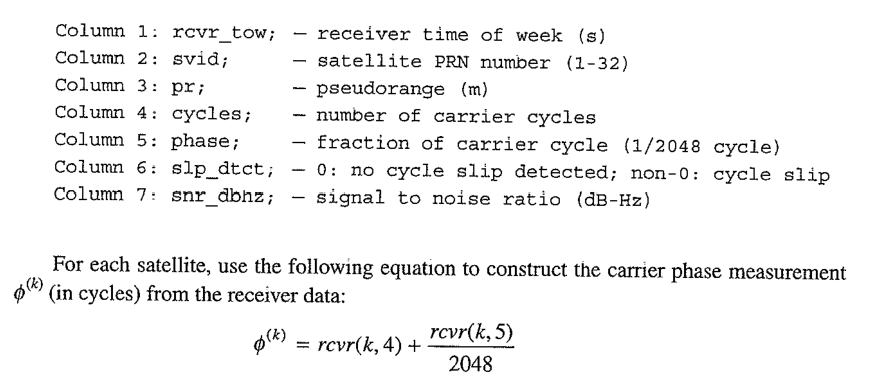 Column 1: rcvr_tow; – receiver time of week (s)
Column 2: svid; – satellite PRN number (1-32)
Column 3: pr; – pseudorange (m)
Column 4: cycles; – number of carrier cycles
Column 5: phase; – fraction of carrier cycle (1/2048 cycle)
Column 6: slp_dtct; – 0: no cycle slip detected; non-0: cycle slip
Column 7: snr_dbhz; – signal to noise ratio (dB-Hz)
For each satellite, use the following equation to construct the carrier phase measurement
ϕ^(k) (in cycles) from the receiver data:
ϕ^(k) = rcvr(k, 4) + rcvr(k, 5) / 2048